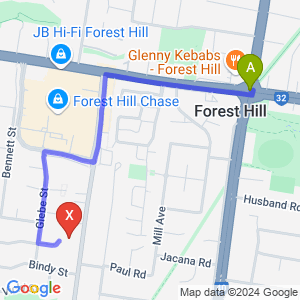 JB Hi-Fi Forest Hill
Glenny Kebabs
- Forest Hill
A
Forest Hill Chase
Forest Hill
32
Bennett St
Glebe St
X
Mill Ave
Husband Rd
Jacana Rd
Bindy St
Paul Rd
Google
Map data ©2024 Google